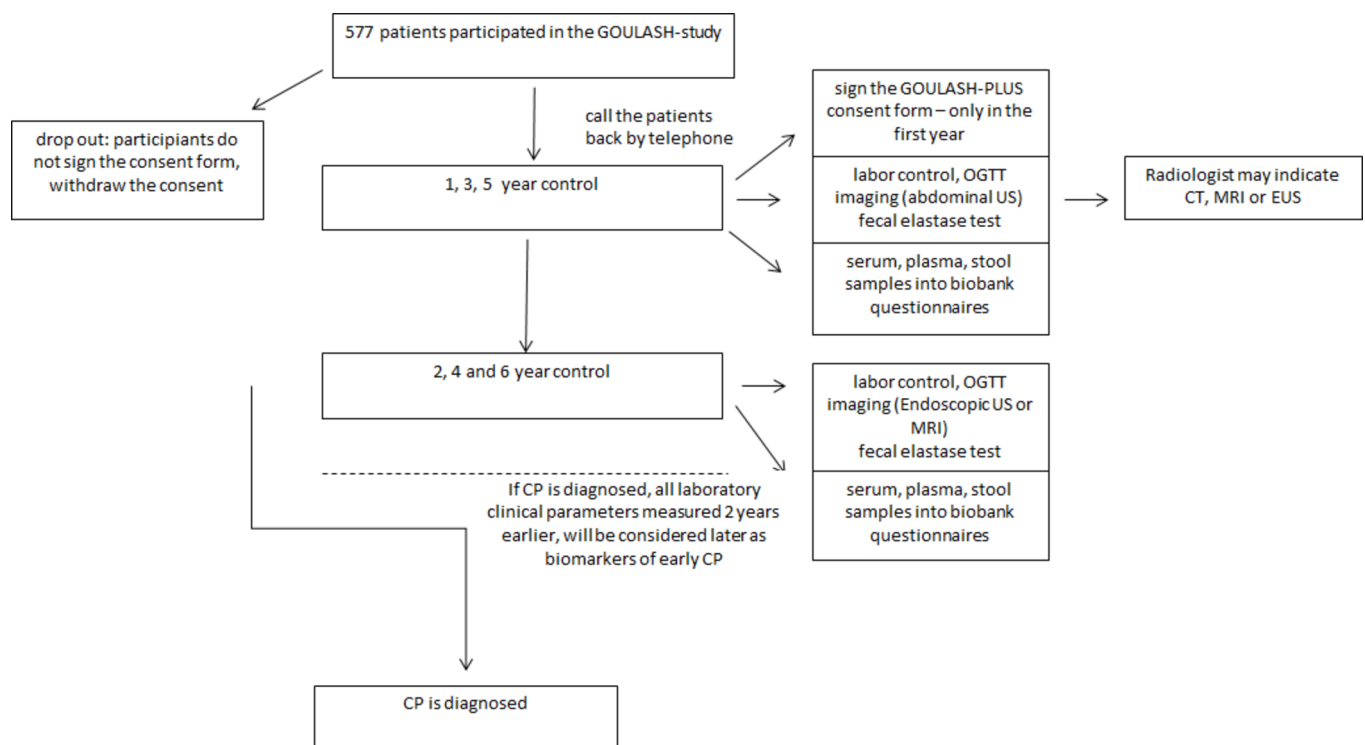 577 patients participated in the GOULASH-study
drop out: participiants do
not sign the consent form,
withdraw the consent
call the patients
back by telephone
sign the GOULASH-PLUS
consent form – only in the
first year
1, 3, 5 year control
labor control, OGTT
imaging (abdominal US)
fecal elastase test
Radiologist may indicate
CT, MRI or EUS
serum, plasma, stool
samples into biobank
questionnaires
2, 4 and 6 year control
labor control, OGTT
imaging (Endoscopic US or
MRI)
fecal elastase test
serum, plasma, stool
samples into biobank
questionnaires
If CP is diagnosed, all laboratory
clinical parameters measured 2 years
earlier, will be considered later as
biomarkers of early CP
CP is diagnosed